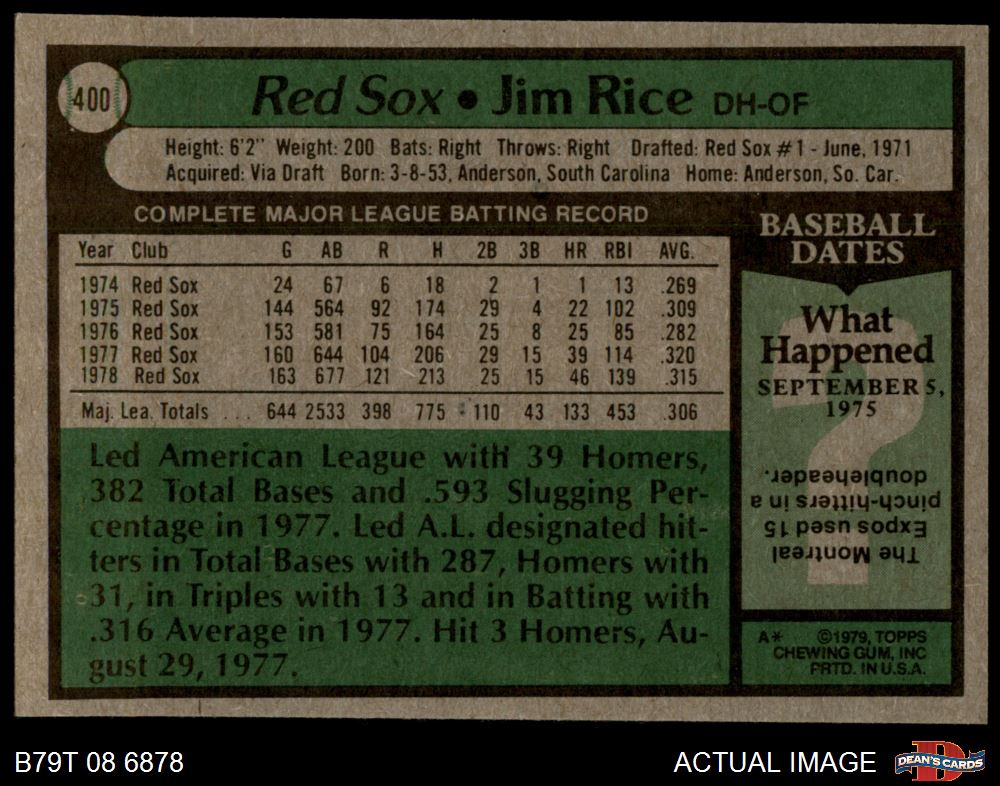 400
Red Sox • Jim Rice DH-OF
Height: 6'2" Weight: 200 Bats: Right Throws: Right Drafted: Red Sox #1 - June, 1971
Acquired: Via Draft Born: 3-8-53, Anderson, South Carolina Home: Anderson, So. Car.
COMPLETE MAJOR LEAGUE BATTING RECORD
Year Club G AB R H 2B 3B HR RBI AVG.
1974 Red Sox 24 67 6 18 2 1 1 13 .269
1975 Red Sox 144 564 92 174 29 4 22 102 .309
1976 Red Sox 153 581 75 164 25 8 25 85 .282
1977 Red Sox 160 644 104 206 29 15 39 114 .320
1978 Red Sox 163 677 121 213 25 15 46 139 .315
Maj. Lea. Totals ... 644 2533 398 775 110 43 133 453 .306
Led American League with 39 Homers,
382 Total Bases and .593 Slugging Per-
centage in 1977. Led A.L. designated hit-
ters in Total Bases with 287, Homers with
31, in Triples with 13 and in Batting with
.316 Average in 1977. Hit 3 Homers, Au-
gust 29, 1977.
BASEBALL
DATES
What
Happened
SEPTEMBER 5,
1975
?
The Montreal
Expos used 15
pinch-hitters in a
doubleheader.
A* ©1979, TOPPS
CHEWING GUM, INC
PRTD. IN U.S.A.
B79T 08 6878
ACTUAL IMAGE
D
DEAN'S CARDS